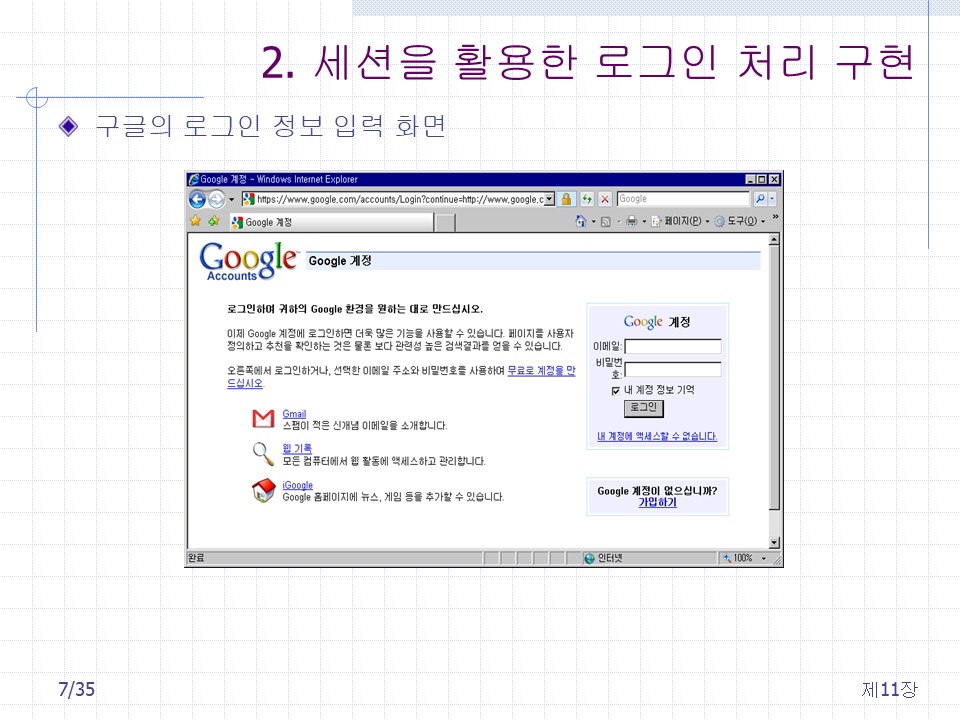 2. 세션을 활용한 로그인 처리 구현
구글의 로그인 정보 입력 화면
Google 계정 - Windows Internet Explorer
https://www.google.com/accounts/Login?continue=http://www.google.c
Google
Google 계정
페이지(P)
도구(O)
»
Google
Accounts
Google 계정
로그인하여 귀하의 Google 환경을 원하는 대로 만드십시오.
이제 Google 계정에 로그인하면 더욱 많은 기능을 사용할 수 있습니다. 페이지를 사용자
정의하고 추천을 확인하는 것은 물론 보다 관련성 높은 검색결과를 얻을 수 있습니다.
오른쪽에서 로그인하거나, 선택한 이메일 주소와 비밀번호를 사용하여 무료로 계정을 만
드십시오.
Gmail
스팸이 적은 신개념 이메일을 소개합니다.
웹 기록
모든 컴퓨터에서 웹 활동에 액세스하고 관리합니다.
iGoogle
Google 홈페이지에 뉴스, 게임 등을 추가할 수 있습니다.
Google 계정
이메일:
비밀번
호:
내 계정 정보 기억
로그인
내 계정에 액세스할 수 없습니다.
Google 계정이 없으십니까?
가입하기
완료
인터넷
100%
7/35
제11장